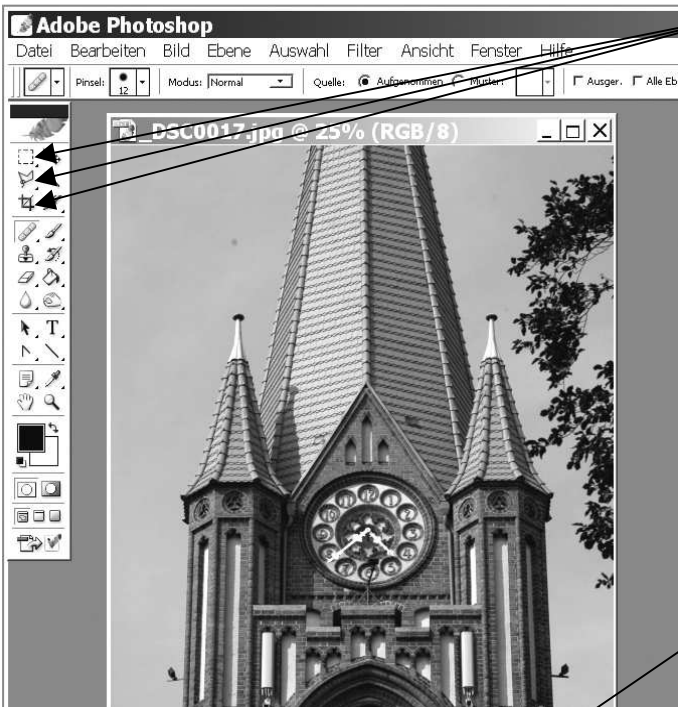 Adobe Photoshop
Datei Bearbeiten Bild Ebene Auswahl Filter Ansicht Fenster Hilfe
Pinsel: 12 Modus: Normal Quelle: Aufgenommen Muster: Ausger. Alle Eb
_DSC0017.jpg @ 25% (RGB/8)
T